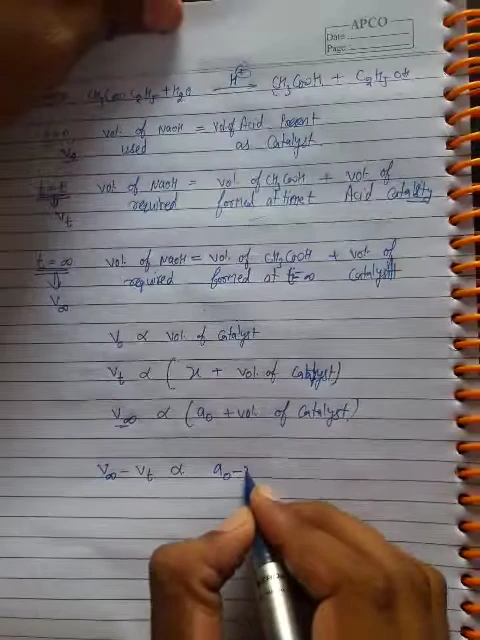 APCO
Date
Page
CH3COOC2H5 + H2O H⊕ → CH3COOH + C2H5OH
V0 vol. of NaOH = vol of Acid Present
used as Catalyst.
t = t vol. of NaOH = vol. of CH3COOH + vol. of
Vt required formed at time t Acid catalyst
t = ∞ vol. of NaOH = vol. of CH3COOH + vol. of
⇓ required formed at t=∞ catalyst
V∞
V0 ∝ vol. of catalyst
Vt ∝ ( x + vol. of catalyst)
V∞ ∝ ( a0 + vol. of catalyst.)
V∞ - Vt ∝ a0 -